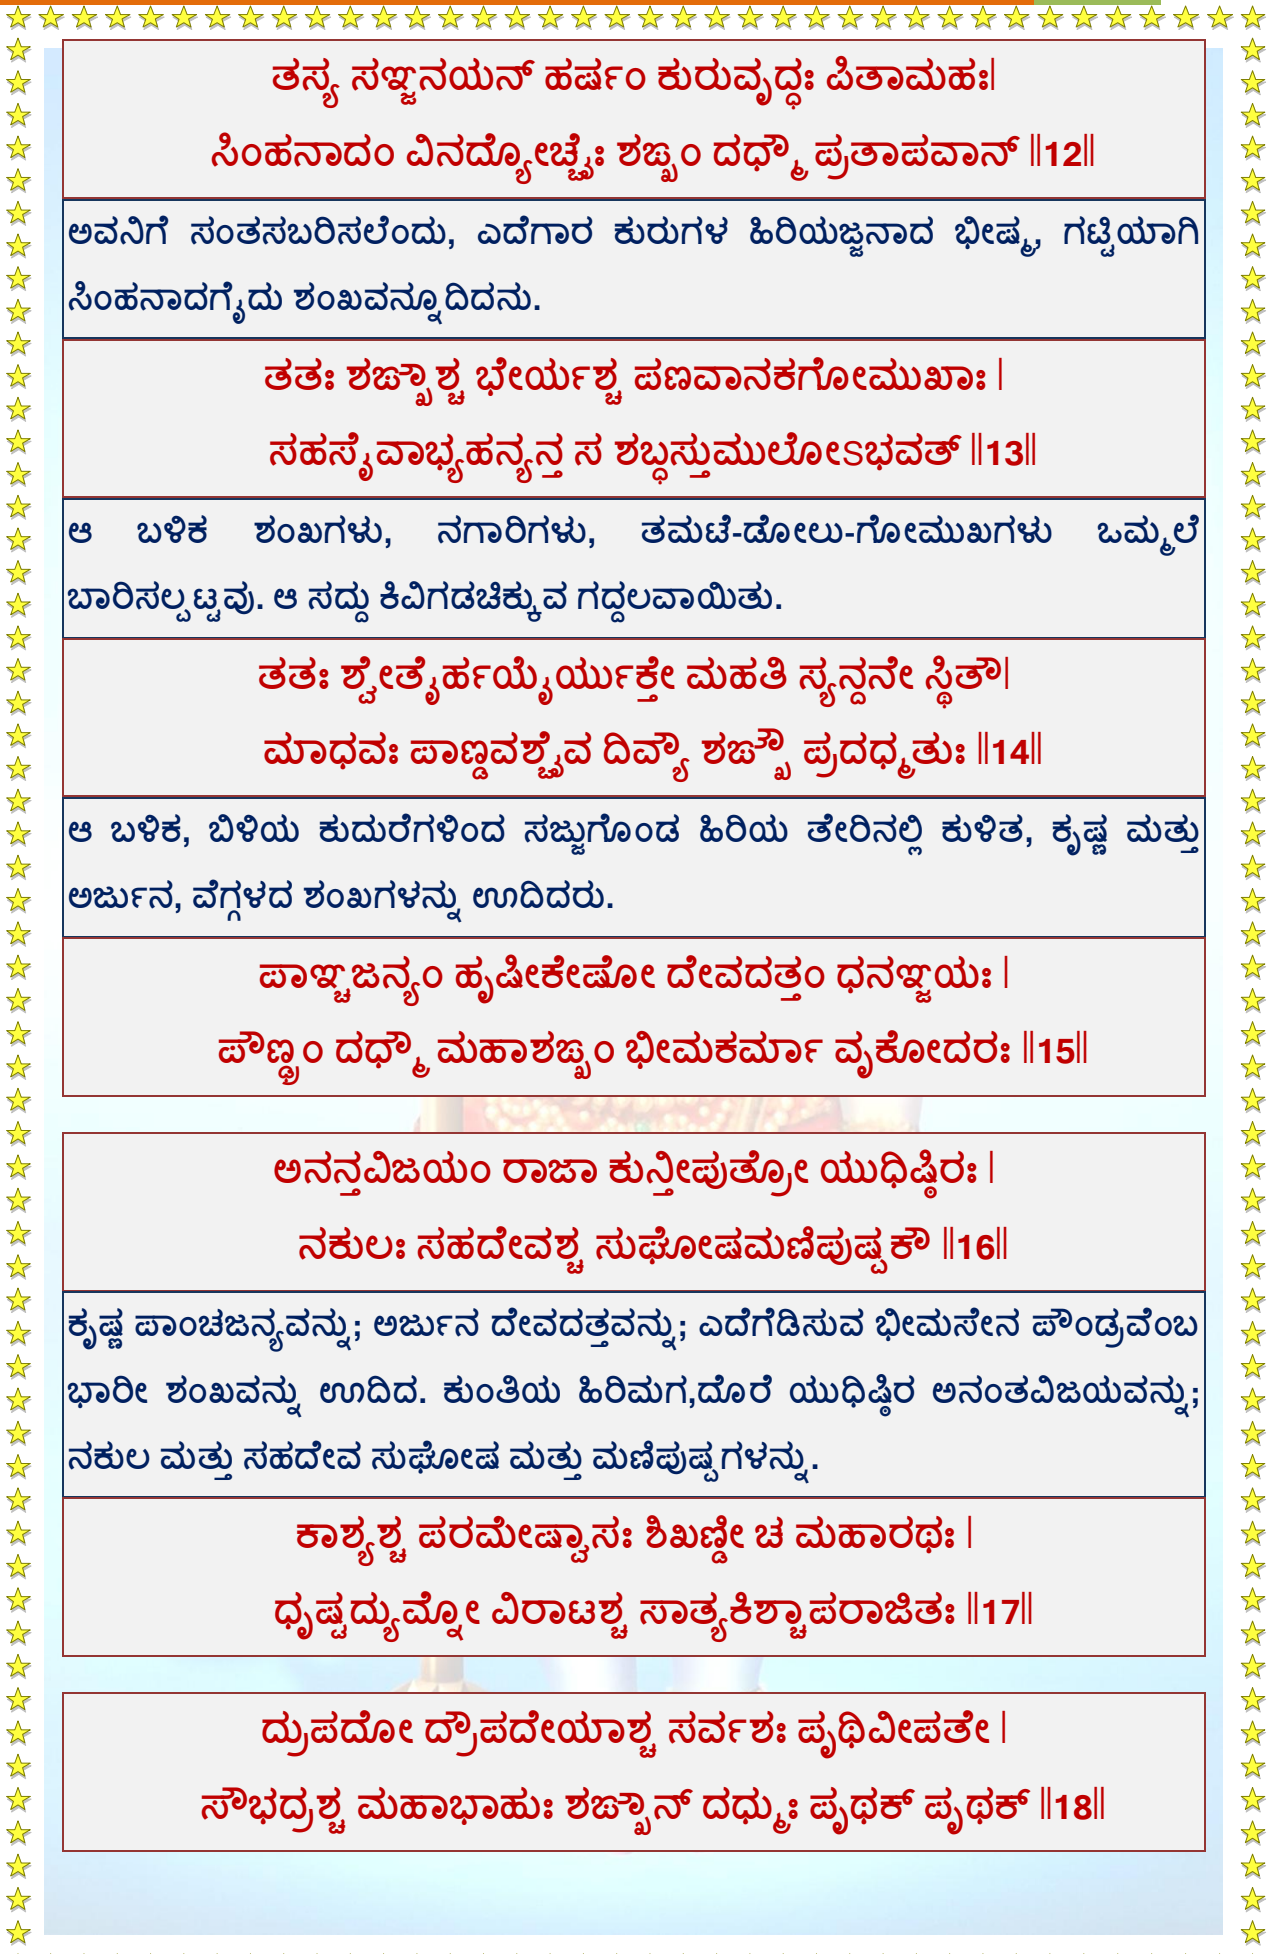 ತಸ್ಯ ಸಞ್ಜನಯನ್ ಹರ್ಷಂ ಕುರುವೃದ್ಧಃ ಪಿತಾಮಹಃ|
ಸಿಂಹನಾದಂ ವಿನದ್ಯೋಚ್ಚೈಃ ಶಙ್ಖಂ ದಧ್ಮೌ ಪ್ರತಾಪವಾನ್ ||12||
ಅವನಿಗೆ ಸಂತಸಬರಿಸಲೆಂದು, ಎದೆಗಾರ ಕುರುಗಳ ಹಿರಿಯಜ್ಜನಾದ ಭೀಷ್ಮ, ಗಟ್ಟಿಯಾಗಿ
ಸಿಂಹನಾದಗೈದು ಶಂಖವನ್ನೂದಿದನು.
ತತಃ ಶಙ್ಖಾಶ್ಚ ಭೇರ್ಯಶ್ಚ ಪಣವಾನಕಗೋಮುಖಾಃ |
ಸಹಸೈವಾಭ್ಯಹನ್ಯನ್ತ ಸ ಶಬ್ಧಸ್ತುಮುಲೋSಭವತ್ ||13||
ಆ ಬಳಿಕ ಶಂಖಗಳು, ನಗಾರಿಗಳು, ತಮಟೆ-ಡೋಲು-ಗೋಮುಖಗಳು ಒಮ್ಮಲೆ
ಬಾರಿಸಲ್ಪಟ್ಟವು. ಆ ಸದ್ದು ಕಿವಿಗಡಚಿಕ್ಕುವ ಗದ್ದಲವಾಯಿತು.
ತತಃ ಶ್ವೇತೈರ್ಹಯೈರ್ಯುಕ್ತೇ ಮಹತಿ ಸ್ಯನ್ದನೇ ಸ್ಥಿತೌ|
ಮಾಧವಃ ಪಾಣ್ಡವಶ್ಚೈವ ದಿವ್ಯೌ ಶಙ್ಖೌ ಪ್ರದಧ್ಮತುಃ ||14||
ಆ ಬಳಿಕ, ಬಿಳಿಯ ಕುದುರೆಗಳಿಂದ ಸಜ್ಜುಗೊಂಡ ಹಿರಿಯ ತೇರಿನಲ್ಲಿ ಕುಳಿತ, ಕೃಷ್ಣ ಮತ್ತು
ಅರ್ಜುನ, ವೆಗ್ಗಳದ ಶಂಖಗಳನ್ನು ಊದಿದರು.
ಪಾಞ್ಚಜನ್ಯಂ ಹೃಷೀಕೇಷೋ ದೇವದತ್ತಂ ಧನಞ್ಜಯಃ |
ಪೌಣ್ಢ್ರಂ ದಧ್ಮೌ ಮಹಾಶಙ್ಖಂ ಭೀಮಕರ್ಮಾ ವೃಕೋದರಃ ||15||
ಅನನ್ತವಿಜಯಂ ರಾಜಾ ಕುನ್ತೀಪುತ್ರೋ ಯುಧಿಷ್ಠಿರಃ |
ನಕುಲಃ ಸಹದೇವಶ್ಚ ಸುಘೋಷಮಣಿಪುಷ್ಪಕೌ ||16||
ಕೃಷ್ಣ ಪಾಂಚಜನ್ಯವನ್ನು; ಅರ್ಜುನ ದೇವದತ್ತವನ್ನು; ಎದೆಗೆಡಿಸುವ ಭೀಮಸೇನ ಪೌಂಡ್ರವೆಂಬ
ಭಾರೀ ಶಂಖವನ್ನು ಊದಿದ. ಕುಂತಿಯ ಹಿರಿಮಗ,ದೊರೆ ಯುಧಿಷ್ಠಿರ ಅನಂತವಿಜಯವನ್ನು;
ನಕುಲ ಮತ್ತು ಸಹದೇವ ಸುಘೋಷ ಮತ್ತು ಮಣಿಪುಷ್ಪಗಳನ್ನು.
ಕಾಶ್ಯಶ್ಚ ಪರಮೇಷ್ವಾಸಃ ಶಿಖಣ್ಡೀ ಚ ಮಹಾರಥಃ |
ಧೃಷ್ಟದ್ಯುಮ್ನೋ ವಿರಾಟಶ್ಚ ಸಾತ್ಯಕಿಶ್ಚಾಪರಾಜಿತಃ ||17||
ದ್ರುಪದೋ ದ್ರೌಪದೇಯಾಶ್ಚ ಸರ್ವಶಃ ಪೃಥಿವೀಪತೇ |
ಸೌಭದ್ರಶ್ಚ ಮಹಾಭಾಹುಃ ಶಙ್ಖಾನ್ ದಧ್ಮುಃ ಪೃಥಕ್ ಪೃಥಕ್ ||18||